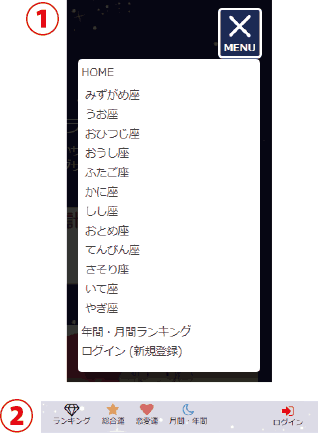 1
MENU
HOME
みずがめ座
うお座
おひつじ座
おうし座
ふたご座
かに座
しし座
おとめ座
てんびん座
さそり座
いて座
やぎ座
年間・月間ランキング
ログイン (新規登録)
2
ランキング 総合運 恋愛運 月間・年間 ログイン